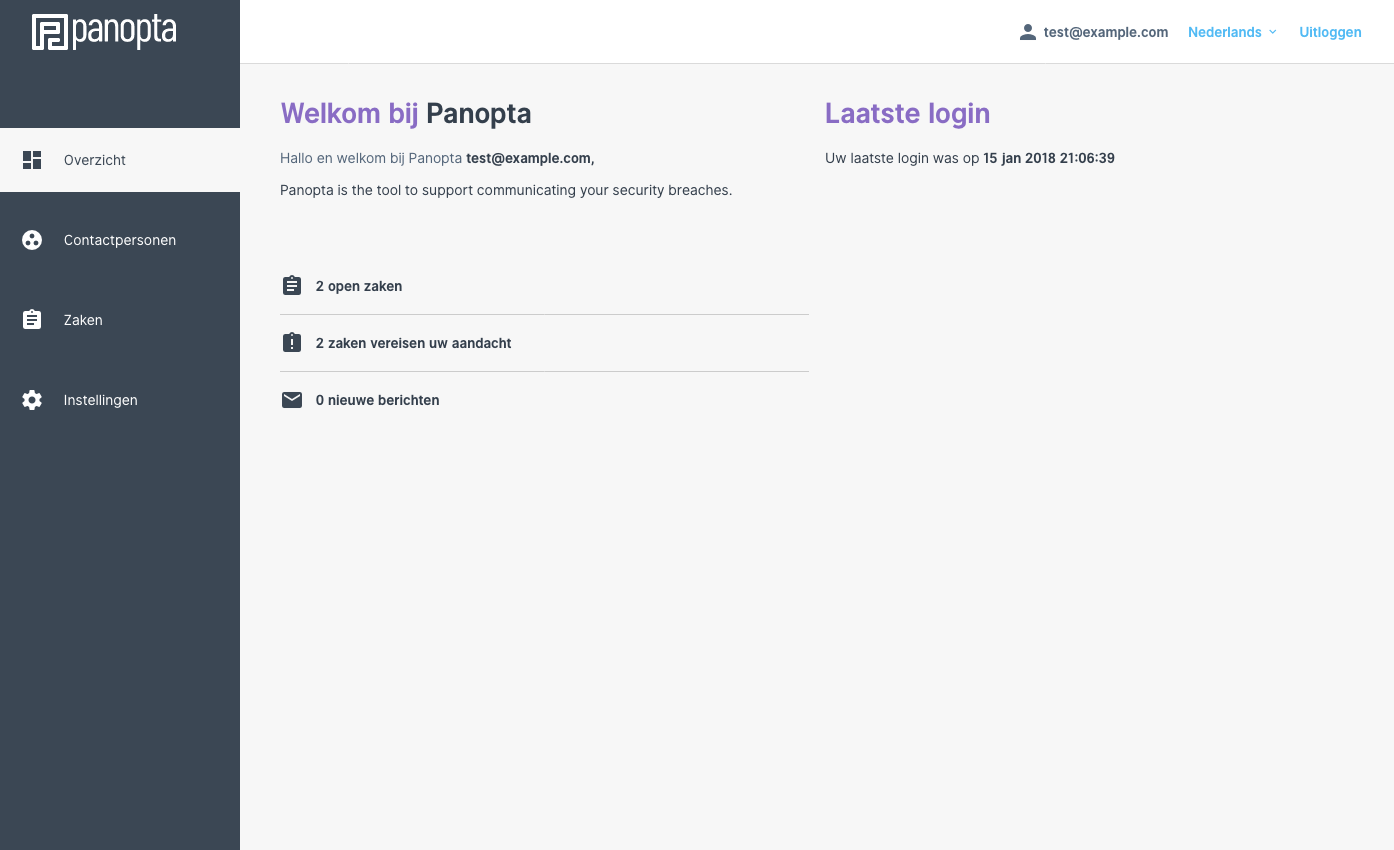 panopta
test@example.com Nederlands Uitloggen
Overzicht
Contactpersonen
Zaken
Instellingen
Welkom bij Panopta
Hallo en welkom bij Panopta test@example.com,
Panopta is the tool to support communicating your security breaches.
2 open zaken
2 zaken vereisen uw aandacht
0 nieuwe berichten
Laatste login
Uw laatste login was op 15 jan 2018 21:06:39